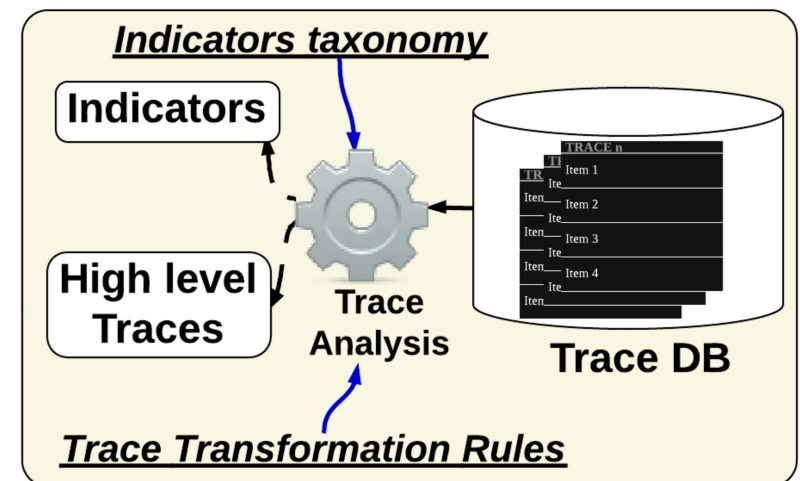 Indicators taxonomy
Indicators
High level
Traces
Trace
Analysis
TRACE n
Item 1
Item 2
Item 3
Item 4
Trace DB
Trace Transformation Rules